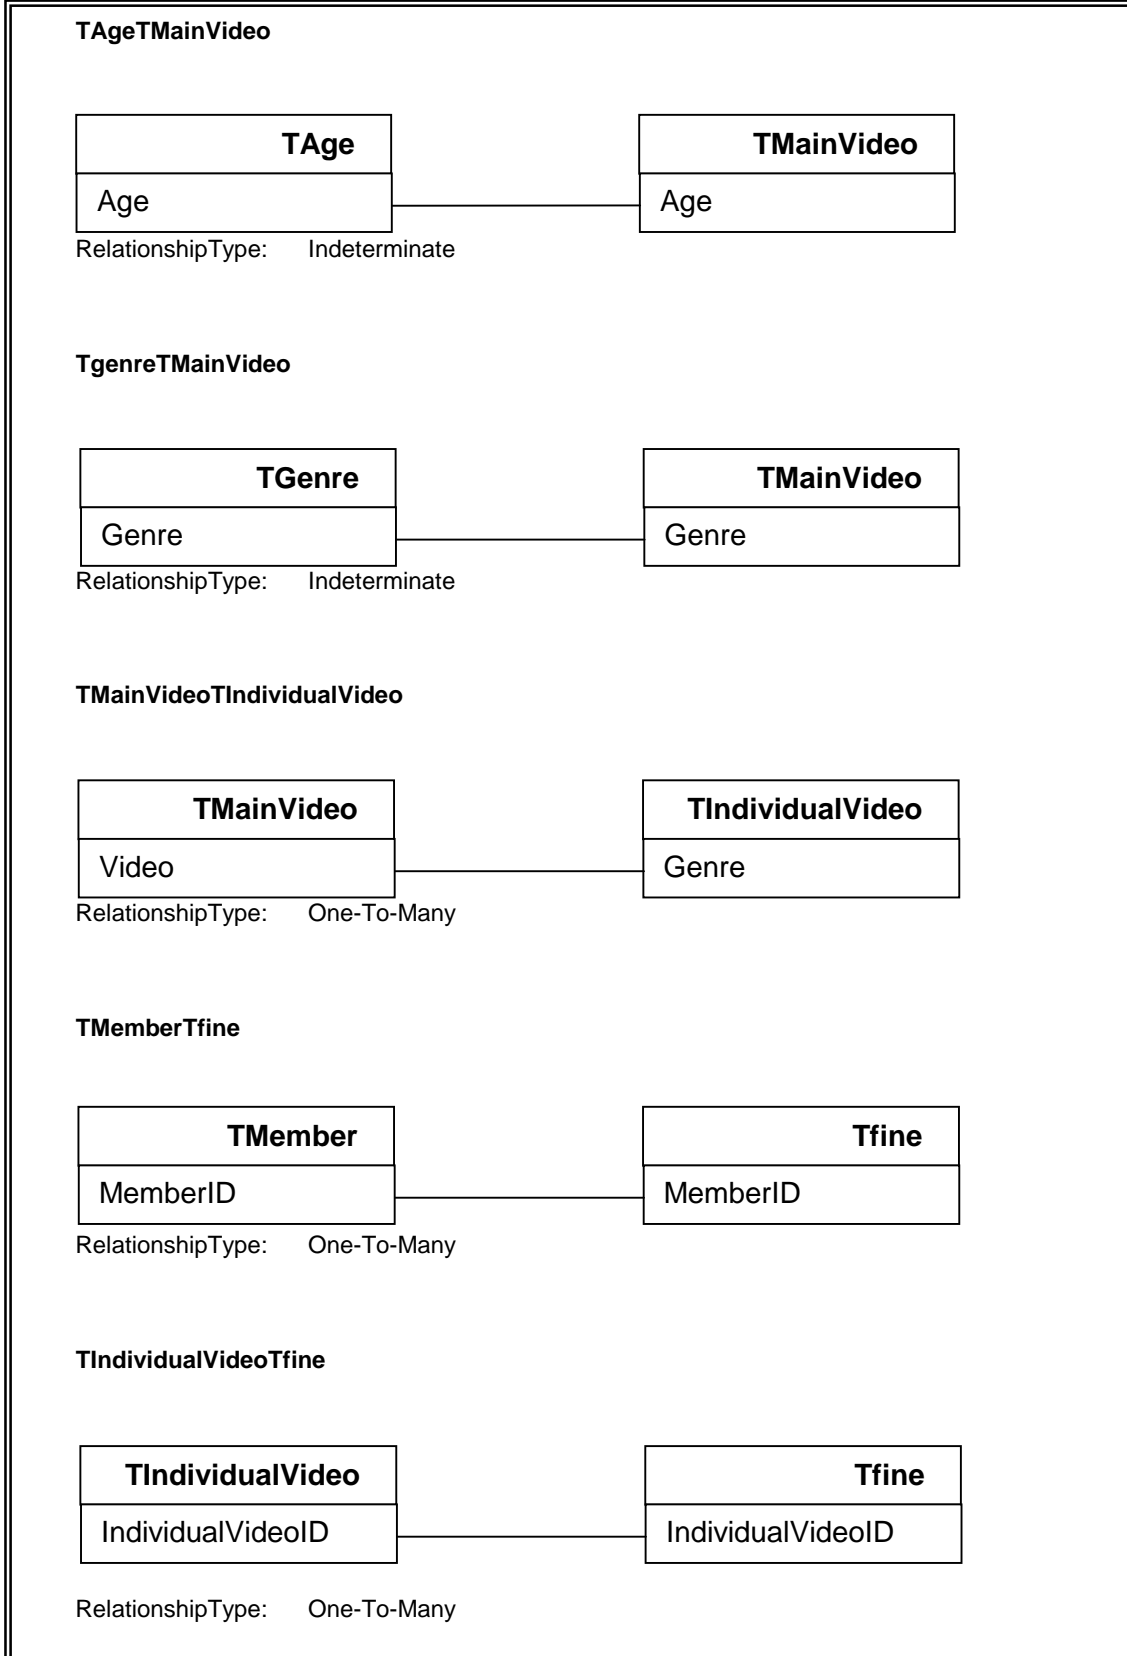 TAgeTMainVideo
TAge TMainVideo
Age Age
RelationshipType: Indeterminate
TgenreTMainVideo
TGenre TMainVideo
Genre Genre
RelationshipType: Indeterminate
TMainVideoTIndividualVideo
TMainVideo TIndividualVideo
Video Genre
RelationshipType: One-To-Many
TMemberTfine
TMember Tfine
MemberID MemberID
RelationshipType: One-To-Many
TIndividualVideoTfine
TIndividualVideo Tfine
IndividualVideoID IndividualVideoID
RelationshipType: One-To-Many